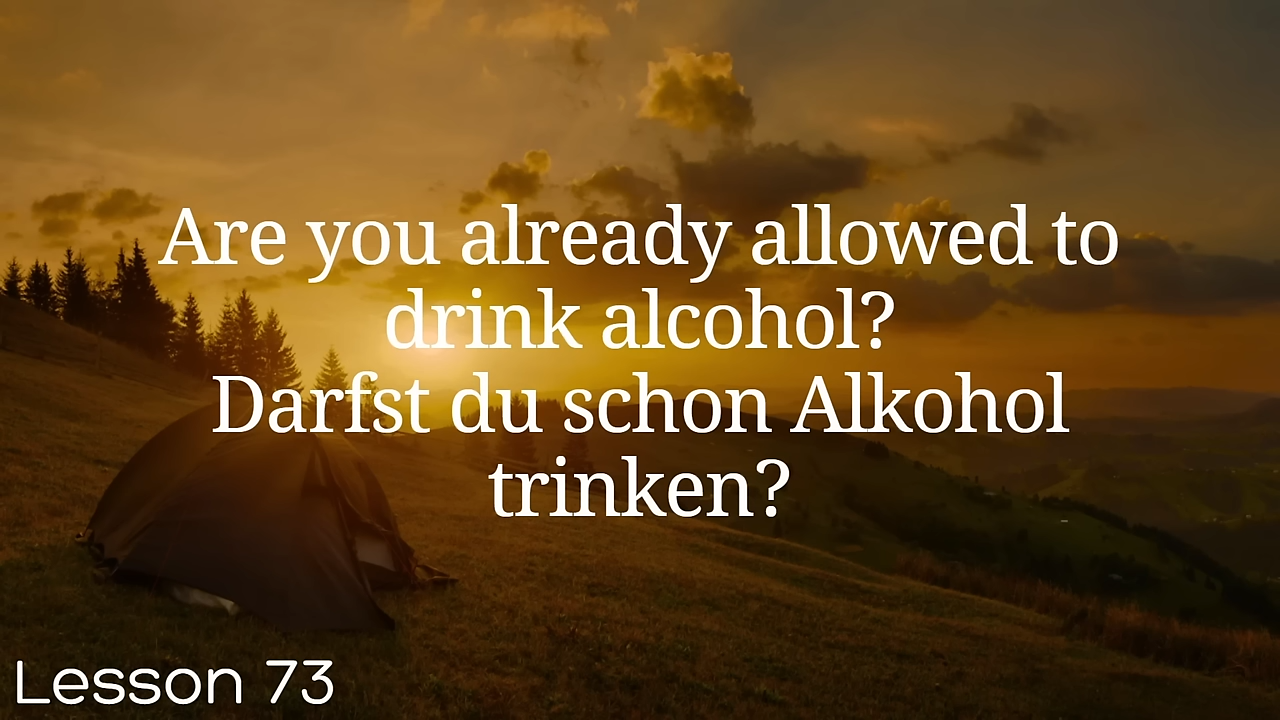 Are you already allowed to
drink alcohol?
Darfst du schon Alkohol
trinken?
Lesson 73